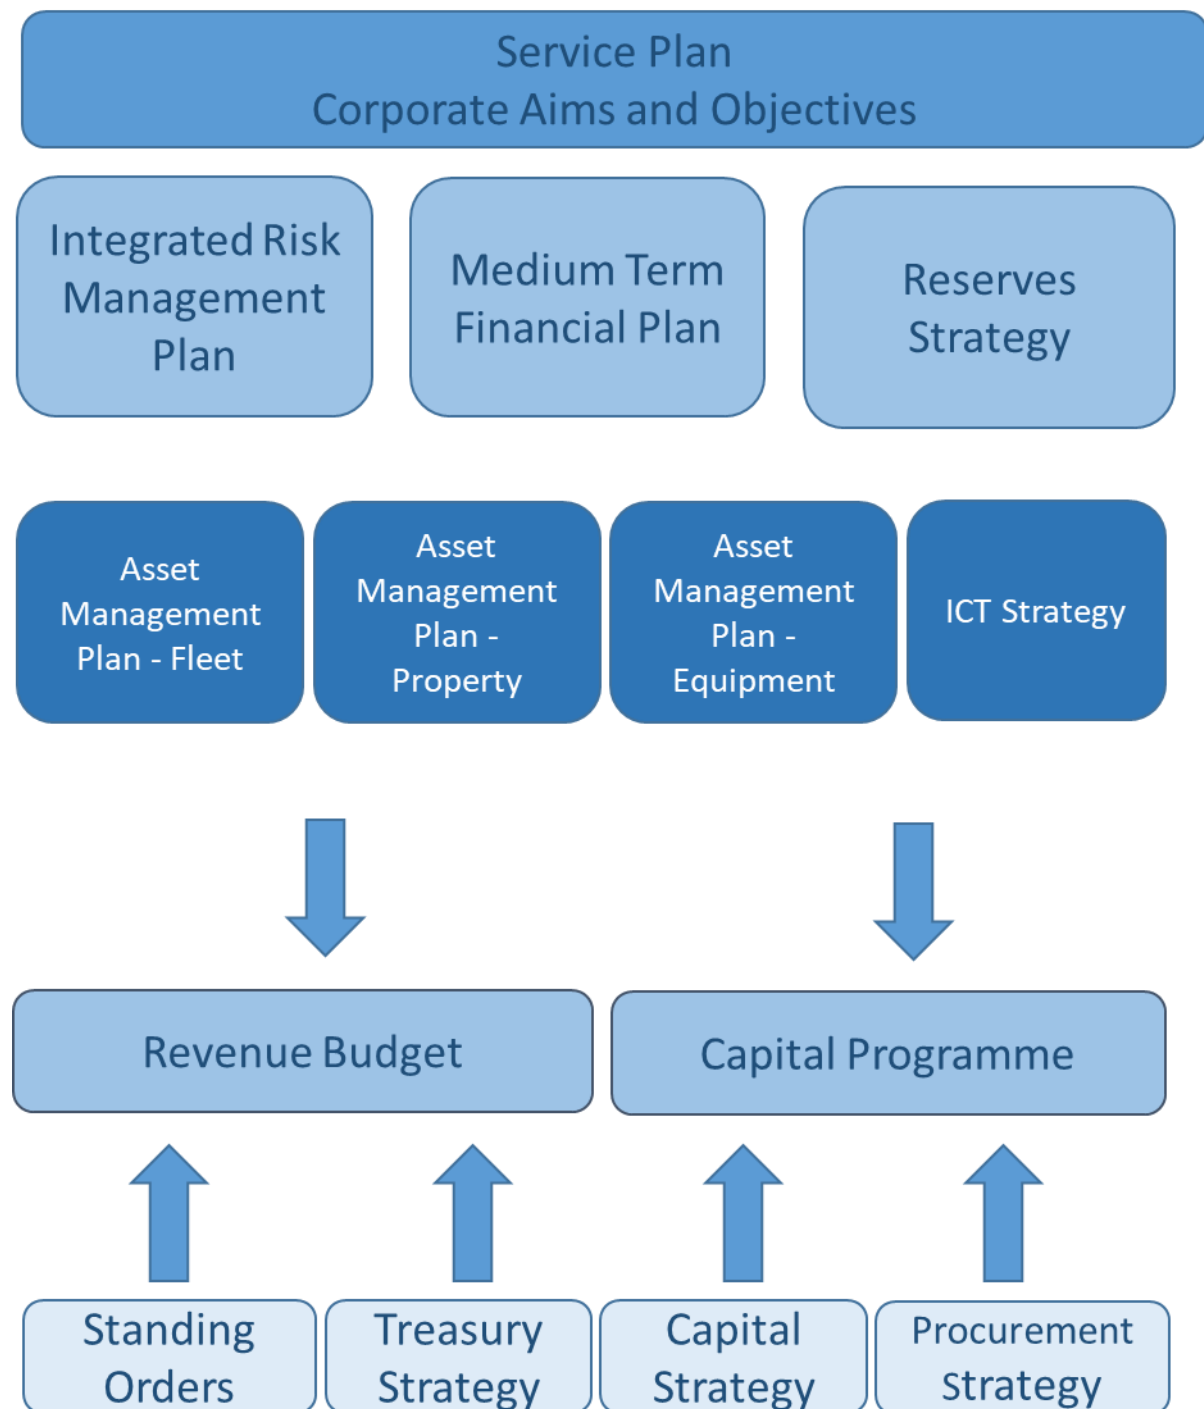 Service Plan
Corporate Aims and Objectives
Integrated Risk
Management
Plan
Medium Term
Financial Plan
Reserves
Strategy
Asset
Management
Plan - Fleet
Asset
Management
Plan -
Property
Asset
Management
Plan -
Equipment
ICT Strategy
Revenue Budget
Capital Programme
Standing
Orders
Treasury
Strategy
Capital
Strategy
Procurement
Strategy